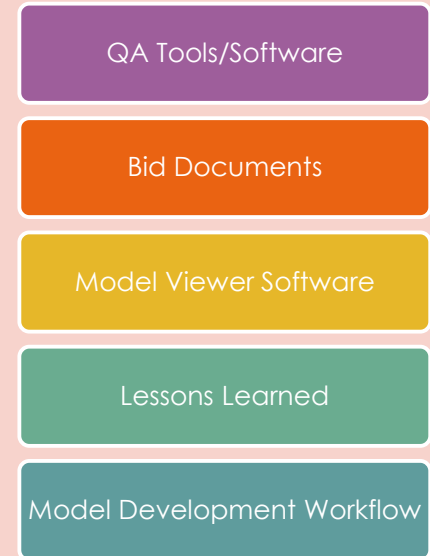 QA Tools/Software
Bid Documents
Model Viewer Software
Lessons Learned
Model Development Workflow